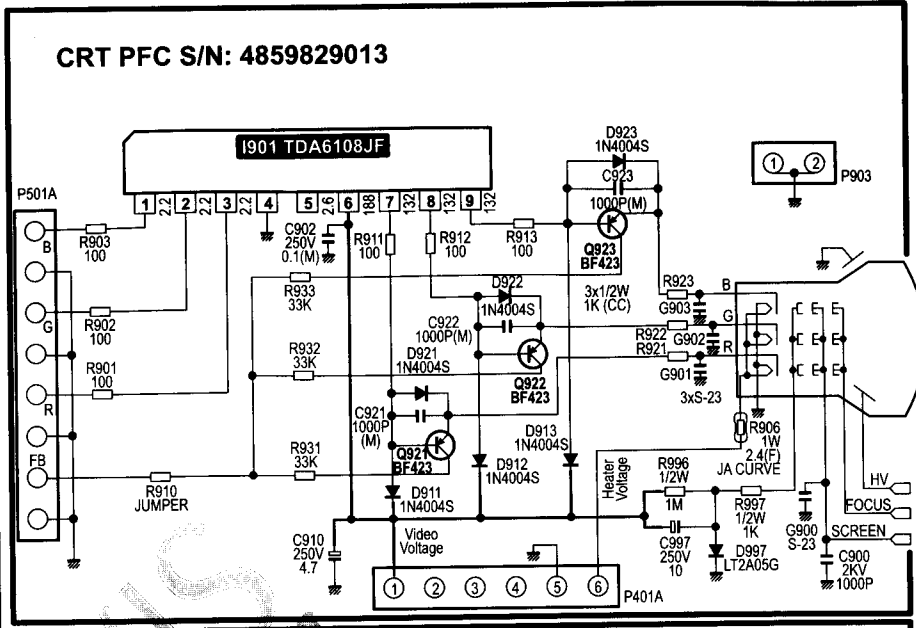 CRT PFC S/N: 4859829013
I901 TDA6108JF
D923
1N4004S
C923
1000P(M)
1 2
P903
P501A
1 2.2 2 2.2 3 2.2 4 5 2.6 6 188 7 132 8 132 9 132
B
R903
100
C902
250V
0.1(M)
R911
100
R912
100
R913
100
Q923
BF423
R933
33K
D922
1N4004S
3x1/2W
1K (CC)
R923
B
G903
G
R902
100
C922
1000P(M)
R922
G
G902
R921
R
R932
33K
D921
1N4004S
Q922
BF423
G901
3xS-23
R901
100
R
C921
1000P
(M)
Q921
BF423
D913
1N4004S
R906
1W
2.4(F)
JA CURVE
FB
R931
33K
D912
1N4004S
Heater
Voltage
R996
1/2W
1M
R997
1/2W
1K
HV
FOCUS
R910
JUMPER
D911
1N4004S
G900
S-23
SCREEN
C910
250V
4.7
Video
Voltage
C997
250V
10
D997
LT2A05G
C900
2KV
1000P
1 2 3 4 5 6
P401A